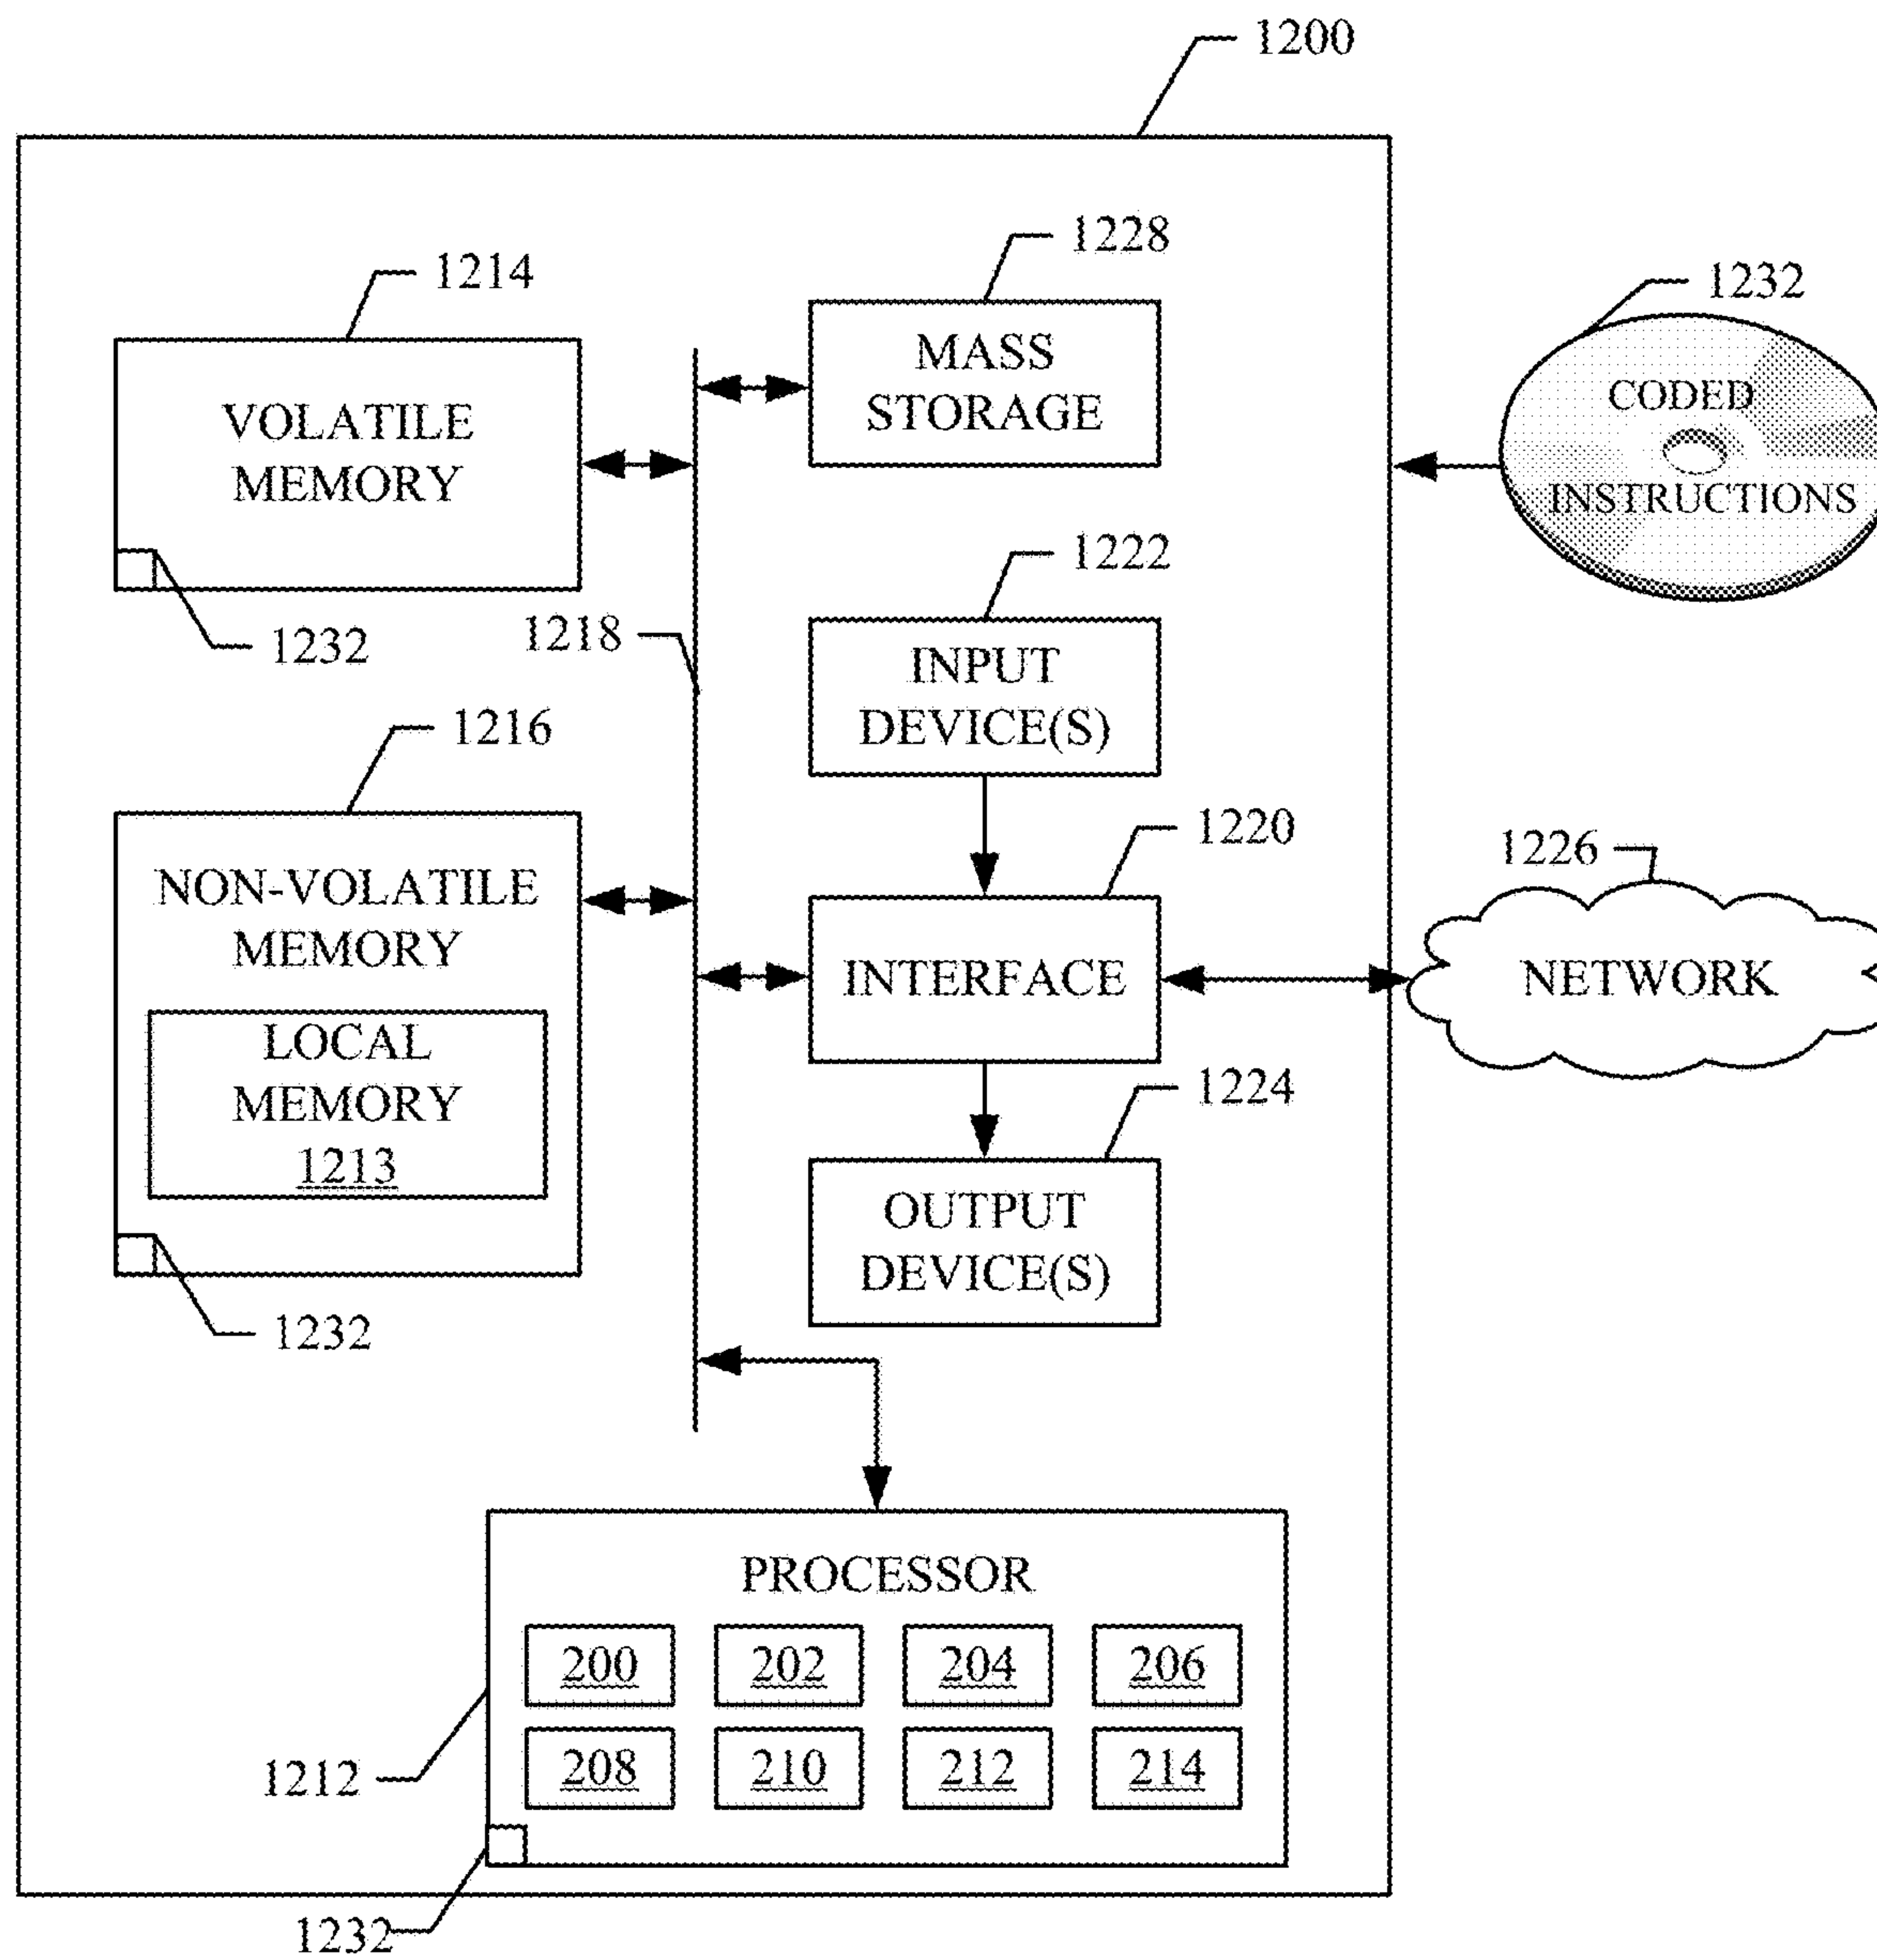 1200
1228
1214
1232
MASS
STORAGE
VOLATILE
MEMORY
CODED
INSTRUCTIONS
1222
1218
1232
INPUT
DEVICE(S)
1216
1220
1226
NON-VOLATILE
MEMORY
INTERFACE
NETWORK
LOCAL
MEMORY
1213
1224
OUTPUT
DEVICE(S)
1232
PROCESSOR
200 202 204 206
208 210 212 214
1212
1232